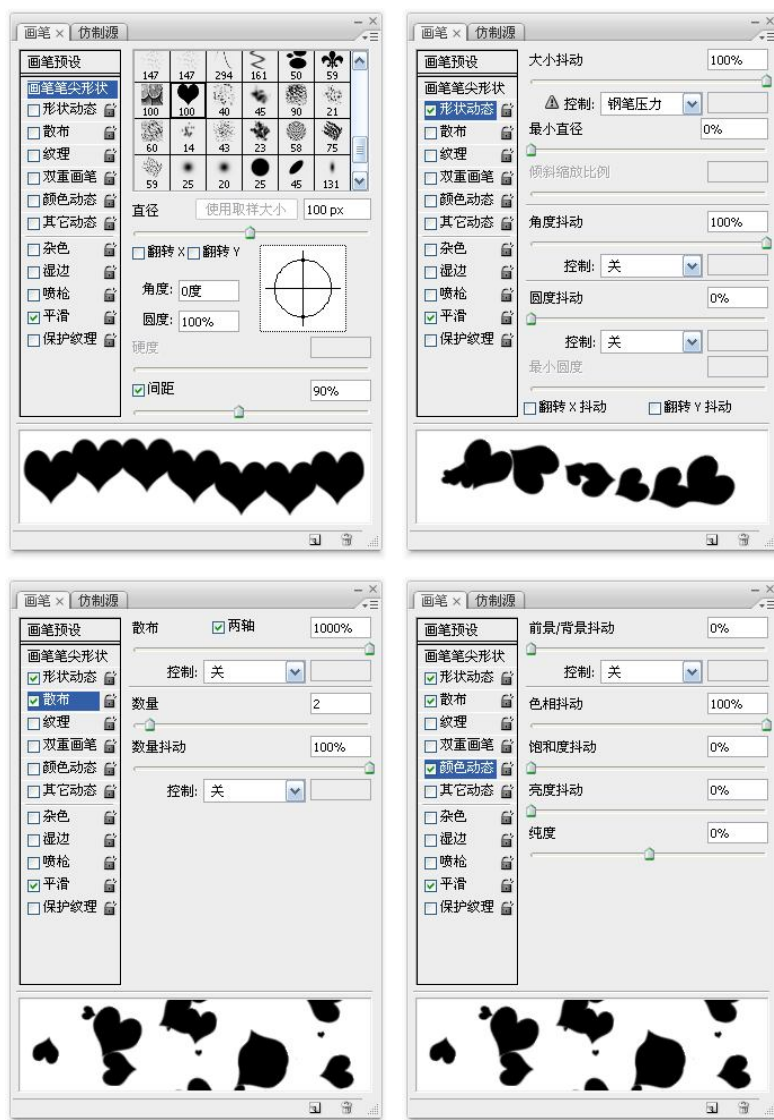 画笔 × 仿制源
画笔预设
画笔笔尖形状
形状动态
散布
纹理
双重画笔
颜色动态
其它动态
杂色
湿边
喷枪
平滑
保护纹理
147 147 294 161 50 59
100 100 40 45 90 21
60 14 43 23 58 75
59 25 20 25 45 131
直径 使用取样大小 100 px
翻转 X 翻转 Y
角度: 0度
圆度: 100%
硬度
间距 90%
画笔 × 仿制源
画笔预设
画笔笔尖形状
形状动态
散布
纹理
双重画笔
颜色动态
其它动态
杂色
湿边
喷枪
平滑
保护纹理
大小抖动 100%
控制: 钢笔压力
最小直径 0%
倾斜缩放比例
角度抖动 100%
控制: 关
圆度抖动 0%
控制: 关
最小圆度
翻转 X 抖动 翻转 Y 抖动
画笔 × 仿制源
画笔预设
画笔笔尖形状
形状动态
散布
纹理
双重画笔
颜色动态
其它动态
杂色
湿边
喷枪
平滑
保护纹理
散布 两轴 1000%
控制: 关
数量 2
数量抖动 100%
控制: 关
画笔 × 仿制源
画笔预设
画笔笔尖形状
形状动态
散布
纹理
双重画笔
颜色动态
其它动态
杂色
湿边
喷枪
平滑
保护纹理
前景/背景抖动 0%
控制: 关
色相抖动 100%
饱和度抖动 0%
亮度抖动 0%
纯度 0%